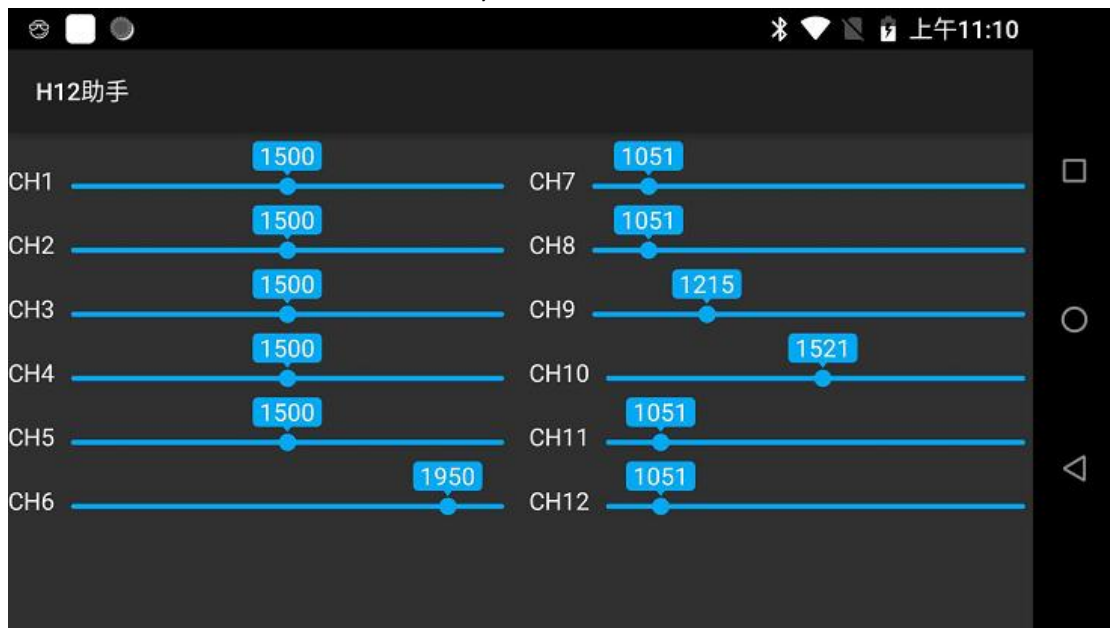 上午11:10
H12助手
CH1 1500
CH2 1500
CH3 1500
CH4 1500
CH5 1500
CH6 1950
CH7 1051
CH8 1051
CH9 1215
CH10 1521
CH11 1051
CH12 1051